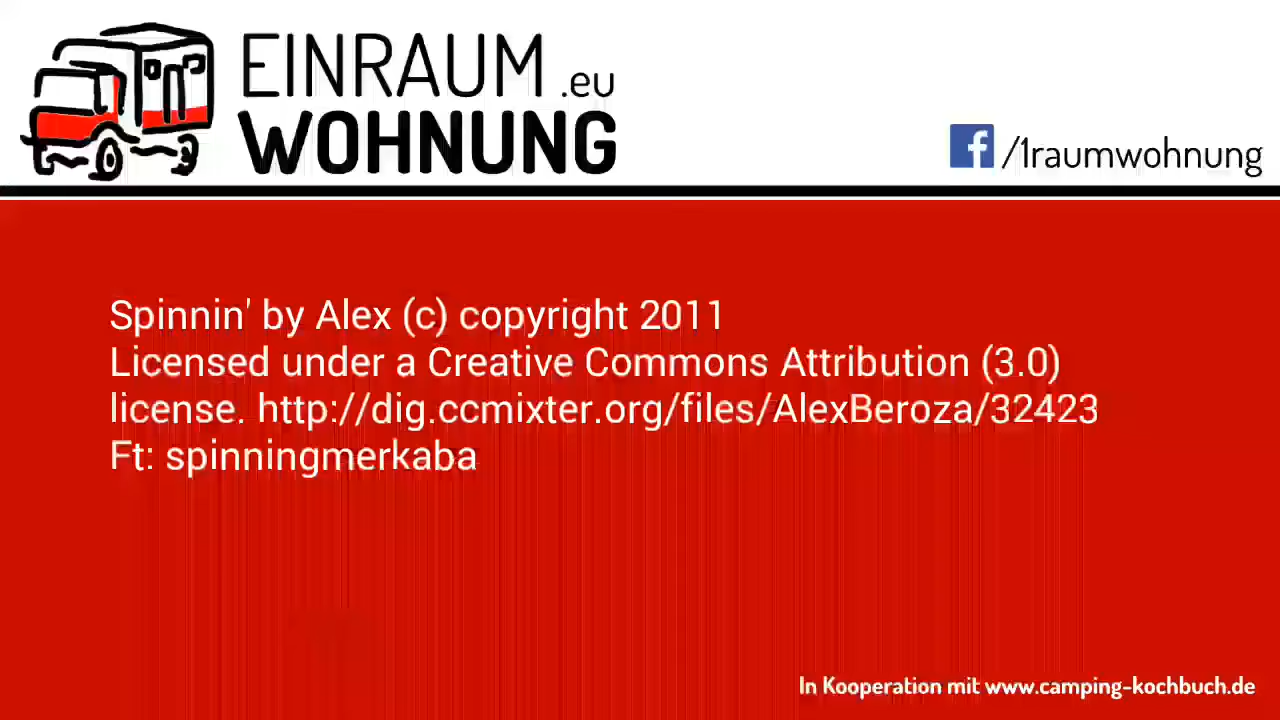 EINRAUM .eu
WOHNUNG
f /1raumwohnung
Spinnin' by Alex (c) copyright 2011
Licensed under a Creative Commons Attribution (3.0)
license. http://dig.ccmixter.org/files/AlexBeroza/32423
Ft: spinningmerkaba
In Kooperation mit www.camping-kochbuch.de